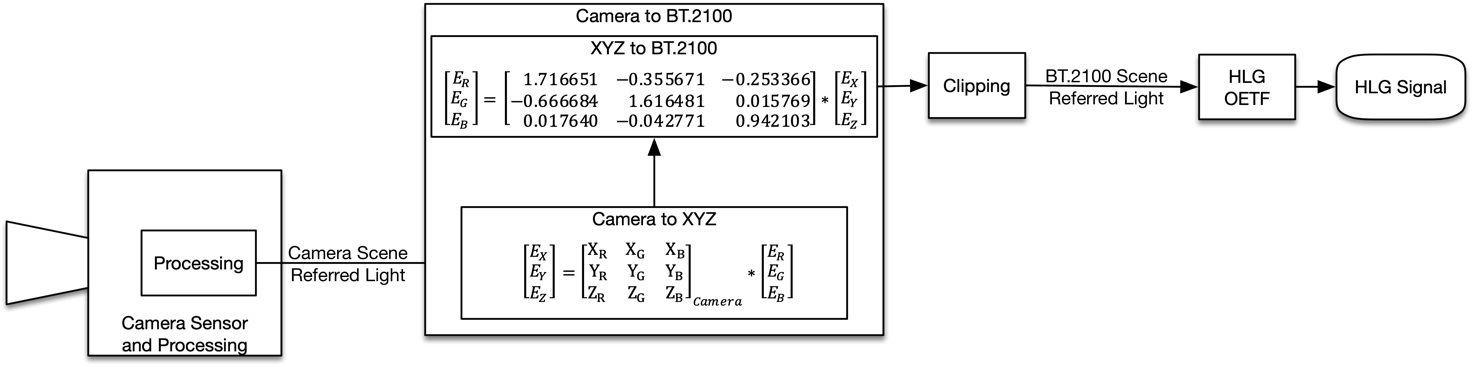 Camera to BT.2100
XYZ to BT.2100
[E_R] = [1.716651 −0.355671 −0.253366] * [E_X]
[E_G] = [−0.666684 1.616481 0.015769] * [E_Y]
[E_B] = [0.017640 −0.042771 0.942103] * [E_Z]
Clipping
BT.2100 Scene
Referred Light
HLG
OETF
HLG Signal
Camera to XYZ
[E_X] = [X_R X_G X_B] * [E_R]
[E_Y] = [Y_R Y_G Y_B] * [E_G]
[E_Z] = [Z_R Z_G Z_B]_Camera * [E_B]
Processing
Camera Scene
Referred Light
Camera Sensor
and Processing